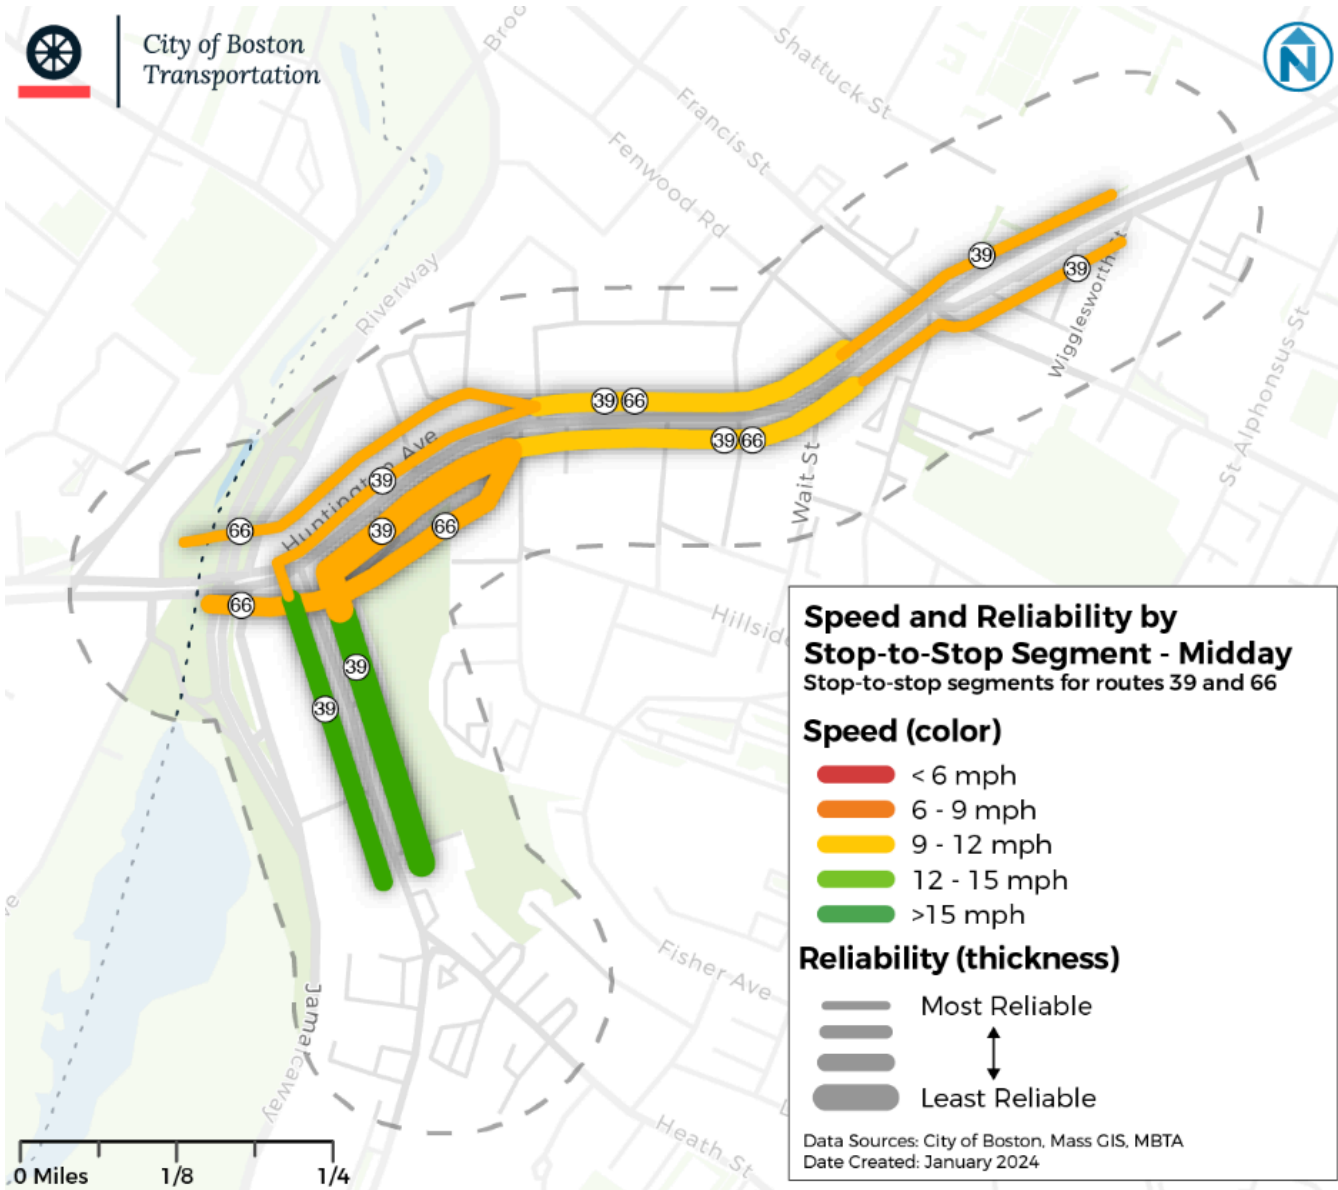 City of Boston
Transportation
N
Shattuck St
Francis St
Fenwood Rd
Riverway
Huntington Ave
Wigglesworth St
St Alphonsus St
Wait St
39
39
39 66
39 66
39
39
66
66
66
39
39
Fisher Ave
Jamaicaway
Heath St
0 Miles
1/8
1/4
Speed and Reliability by
Stop-to-Stop Segment - Midday
Stop-to-stop segments for routes 39 and 66
Speed (color)
< 6 mph
6 - 9 mph
9 - 12 mph
12 - 15 mph
>15 mph
Reliability (thickness)
Most Reliable
Least Reliable
Data Sources: City of Boston, Mass GIS, MBTA
Date Created: January 2024